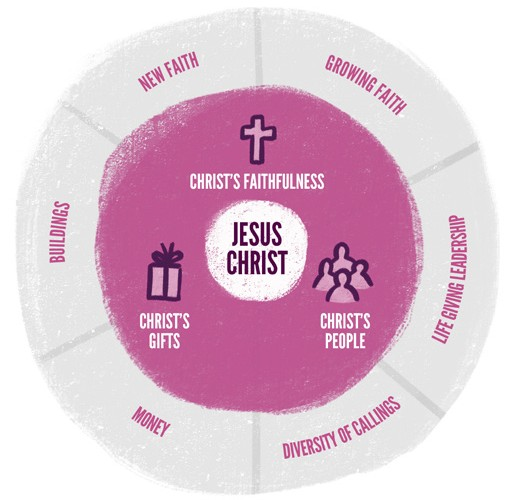 NEW FAITH
GROWING FAITH
CHRIST'S FAITHFULNESS
BUILDINGS
JESUS
CHRIST
LIFE GIVING LEADERSHIP
CHRIST'S
GIFTS
CHRIST'S
PEOPLE
MONEY
DIVERSITY OF CALLINGS